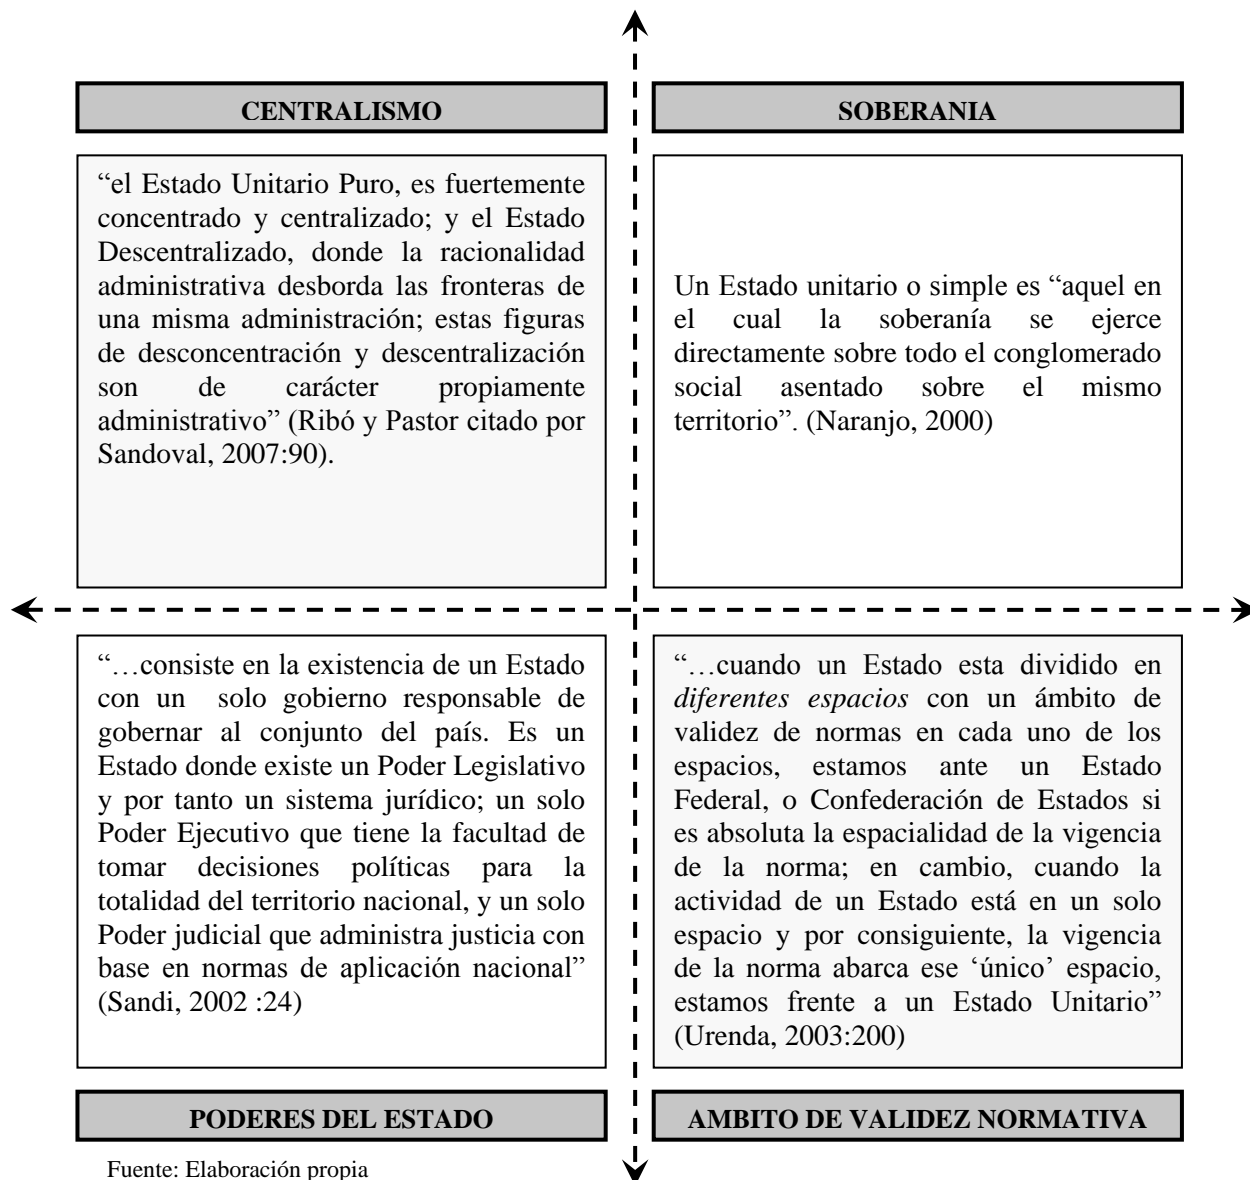 CENTRALISMO
“el Estado Unitario Puro, es fuertemente
concentrado y centralizado; y el Estado
Descentralizado, donde la racionalidad
administrativa desborda las fronteras de
una misma administración; estas figuras
de desconcentración y descentralización
son de carácter propiamente
administrativo” (Ribó y Pastor citado por
Sandoval, 2007:90).
SOBERANIA
Un Estado unitario o simple es “aquel en
el cual la soberanía se ejerce
directamente sobre todo el conglomerado
social asentado sobre el mismo
territorio”. (Naranjo, 2000)
“…consiste en la existencia de un Estado
con un solo gobierno responsable de
gobernar al conjunto del país. Es un
Estado donde existe un Poder Legislativo
y por tanto un sistema jurídico; un solo
Poder Ejecutivo que tiene la facultad de
tomar decisiones políticas para la
totalidad del territorio nacional, y un solo
Poder judicial que administra justicia con
base en normas de aplicación nacional”
(Sandi, 2002 :24)
PODERES DEL ESTADO
“…cuando un Estado esta dividido en
diferentes espacios con un ámbito de
validez de normas en cada uno de los
espacios, estamos ante un Estado
Federal, o Confederación de Estados si
es absoluta la espacialidad de la vigencia
de la norma; en cambio, cuando la
actividad de un Estado está en un solo
espacio y por consiguiente, la vigencia
de la norma abarca ese ‘único’ espacio,
estamos frente a un Estado Unitario”
(Urenda, 2003:200)
AMBITO DE VALIDEZ NORMATIVA
Fuente: Elaboración propia